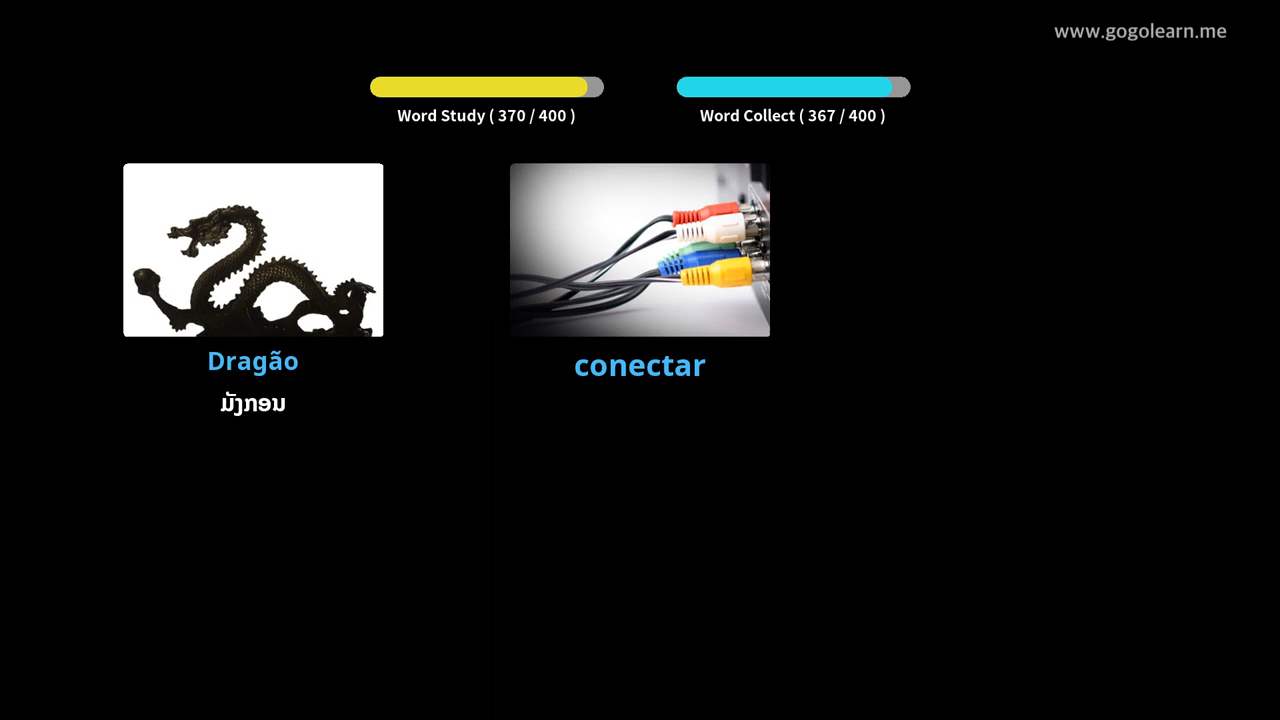 www.gogolearn.me
Word Study ( 370 / 400 )
Word Collect ( 367 / 400 )
Dragão
ມັງກອນ
conectar